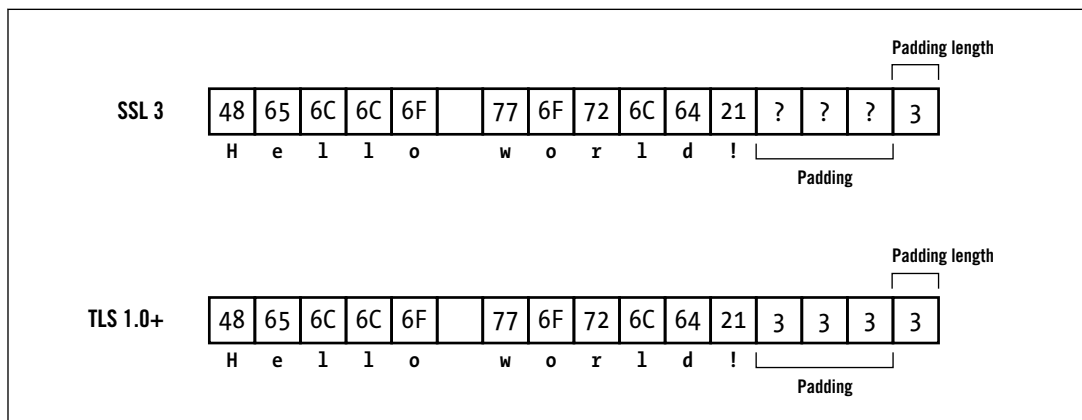 Padding length
SSL 3 48 65 6C 6C 6F 77 6F 72 6C 64 21 ? ? ? 3
H e l l o w o r l d !
Padding
Padding length
TLS 1.0+ 48 65 6C 6C 6F 77 6F 72 6C 64 21 3 3 3 3
H e l l o w o r l d !
Padding